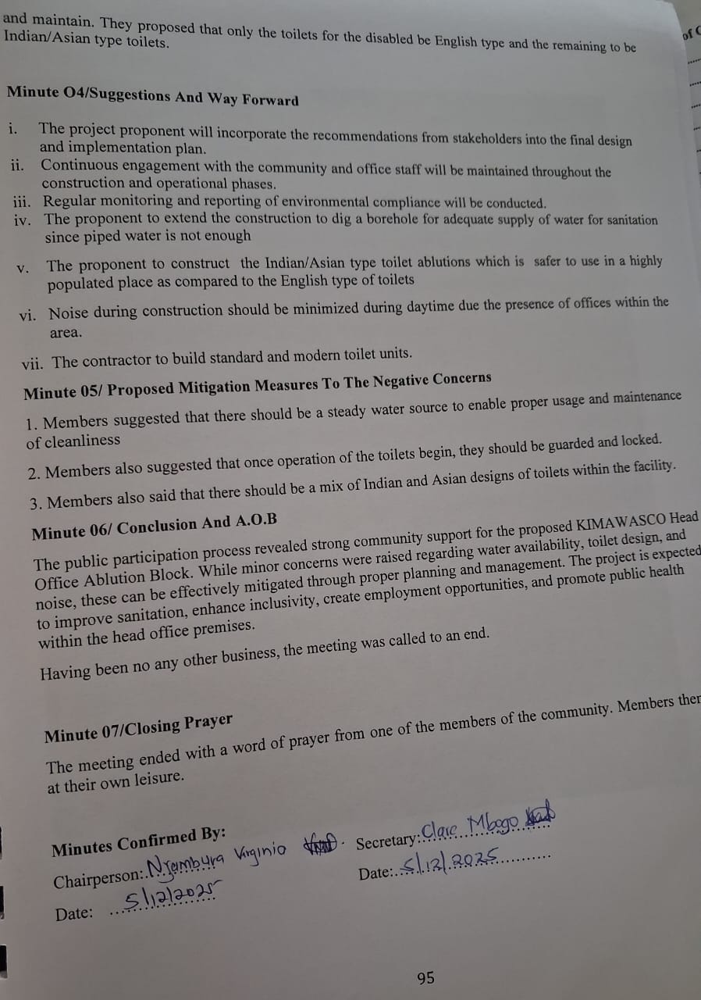 and maintain. They proposed that only the toilets for the disabled be English type and the remaining to be
Indian/Asian type toilets.
Minute O4/Suggestions And Way Forward
i. The project proponent will incorporate the recommendations from stakeholders into the final design
and implementation plan.
ii. Continuous engagement with the community and office staff will be maintained throughout the
construction and operational phases.
iii. Regular monitoring and reporting of environmental compliance will be conducted.
iv. The proponent to extend the construction to dig a borehole for adequate supply of water for sanitation
since piped water is not enough
v. The proponent to construct the Indian/Asian type toilet ablutions which is safer to use in a highly
populated place as compared to the English type of toilets
vi. Noise during construction should be minimized during daytime due the presence of offices within the
area.
vii. The contractor to build standard and modern toilet units.
Minute 05/ Proposed Mitigation Measures To The Negative Concerns
1. Members suggested that there should be a steady water source to enable proper usage and maintenance
of cleanliness
2. Members also suggested that once operation of the toilets begin, they should be guarded and locked.
3. Members also said that there should be a mix of Indian and Asian designs of toilets within the facility.
Minute 06/ Conclusion And A.O.B
The public participation process revealed strong community support for the proposed KIMAWASCO Head
Office Ablution Block. While minor concerns were raised regarding water availability, toilet design, and
noise, these can be effectively mitigated through proper planning and management. The project is expected
to improve sanitation, enhance inclusivity, create employment opportunities, and promote public health
within the head office premises.
Having been no any other business, the meeting was called to an end.
Minute 07/Closing Prayer
The meeting ended with a word of prayer from one of the members of the community. Members
at their own leisure.
Minutes Confirmed By:
Chairperson: Njambura Virginia
Secretary: Clare Mbogo
Date: 5/12/2025
Date: 5/12/2025
95
of